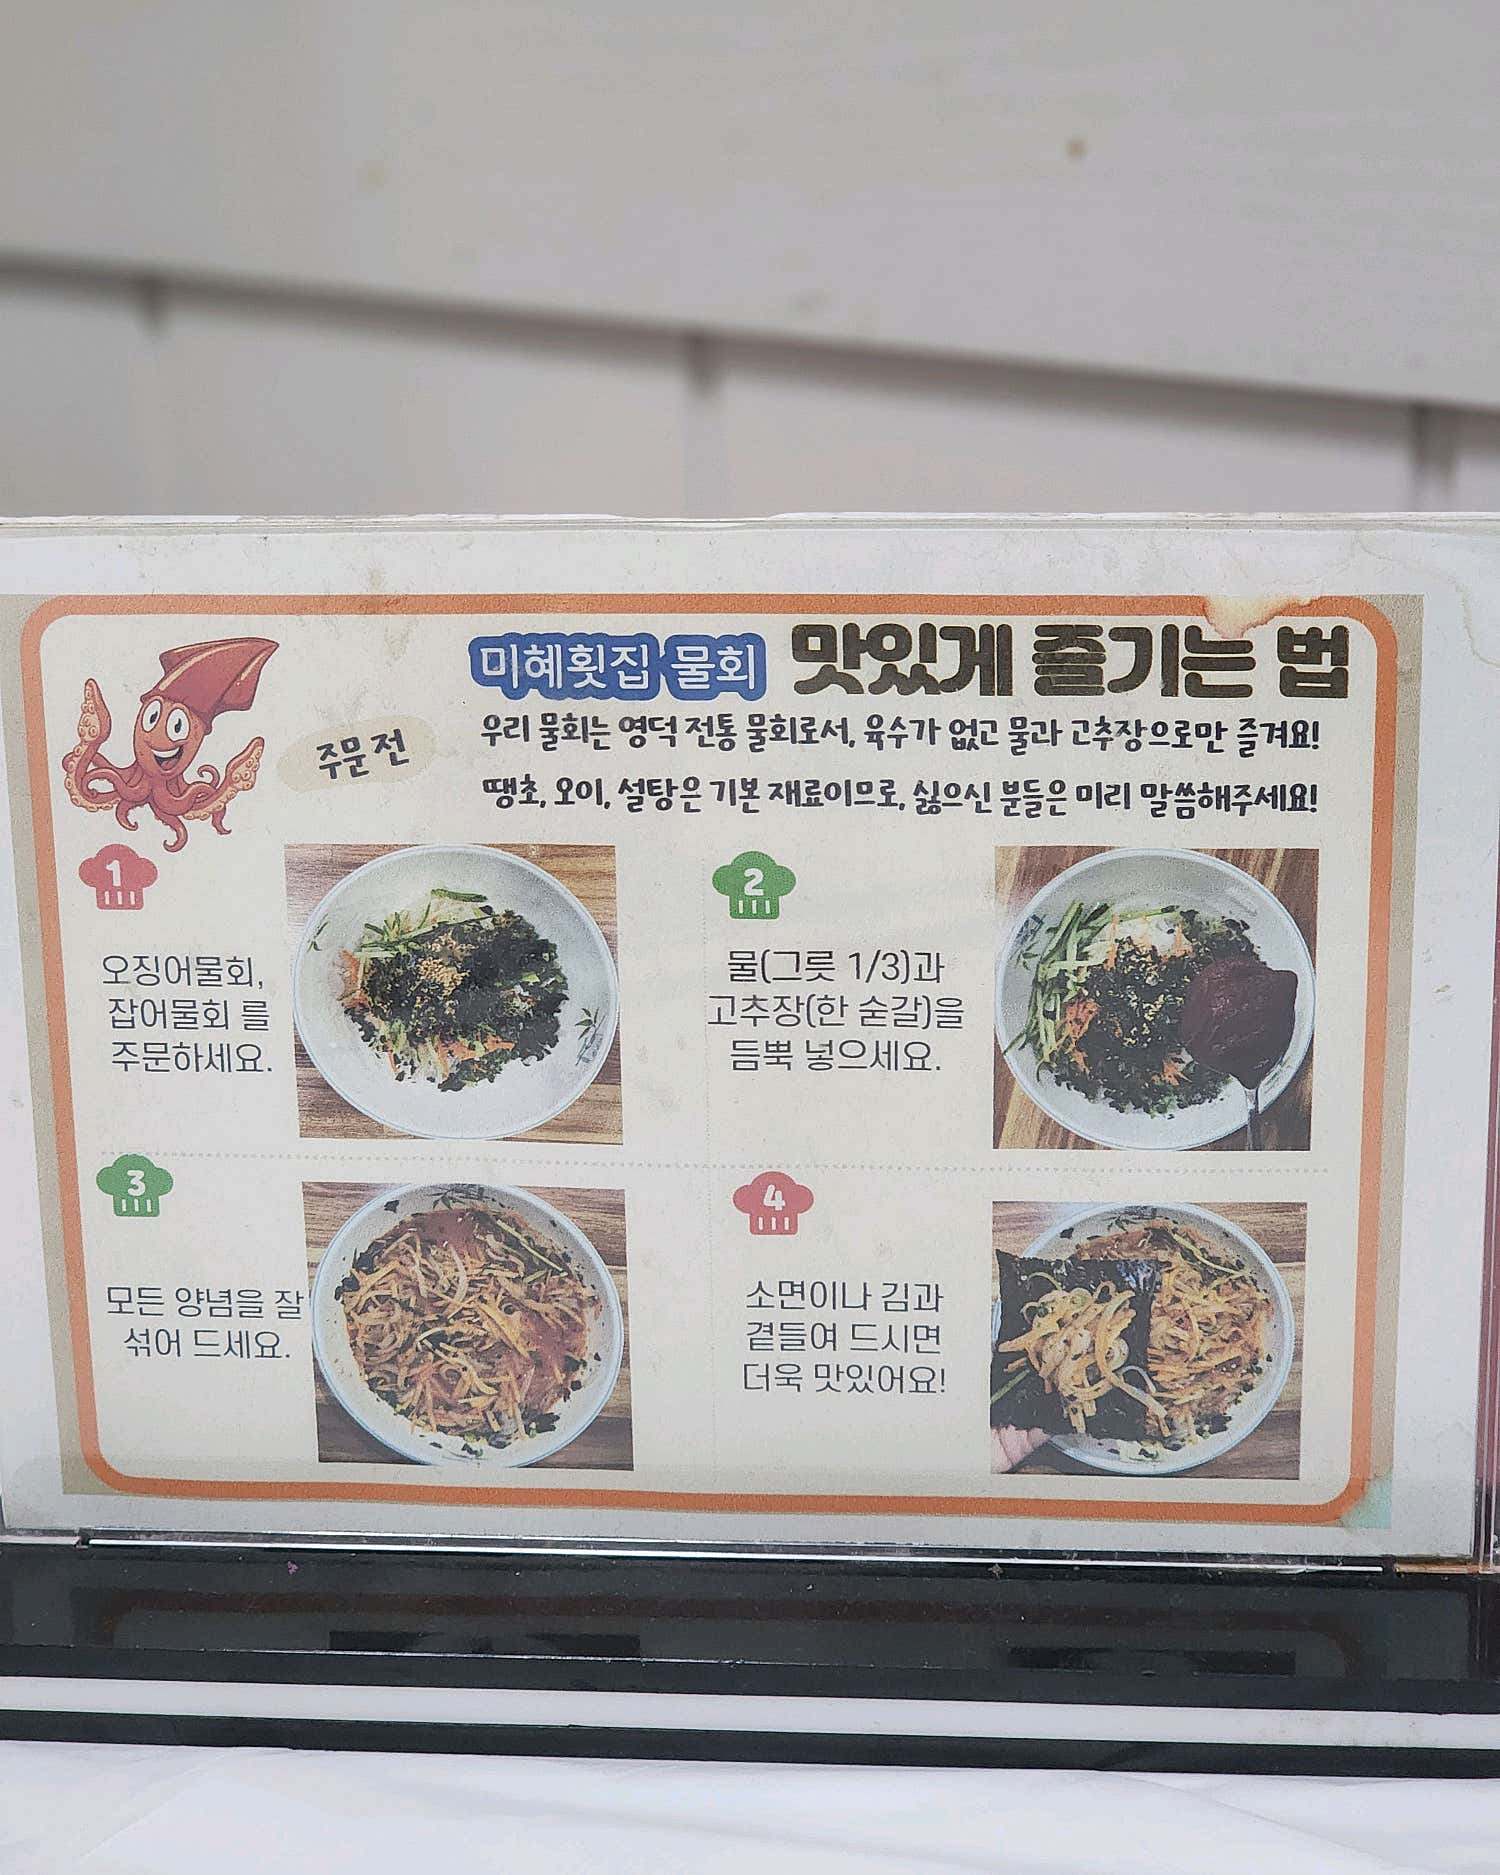 미혜횟집 물회 맛있게 즐기는 법
주문 전
우리 물회는 영덕 전통 물회로서, 육수가 없고 물과 고추장으로만 즐겨요!
땡초, 오이, 설탕은 기본 재료이므로, 싫으신 분들은 미리 말씀해주세요!
1
오징어물회,
잡어물회 를
주문하세요.
2
물(그릇 1/3)과
고추장(한 숟갈)을
듬뿍 넣으세요.
3
모든 양념을 잘
섞어 드세요.
4
소면이나 김과
곁들여 드시면
더욱 맛있어요!